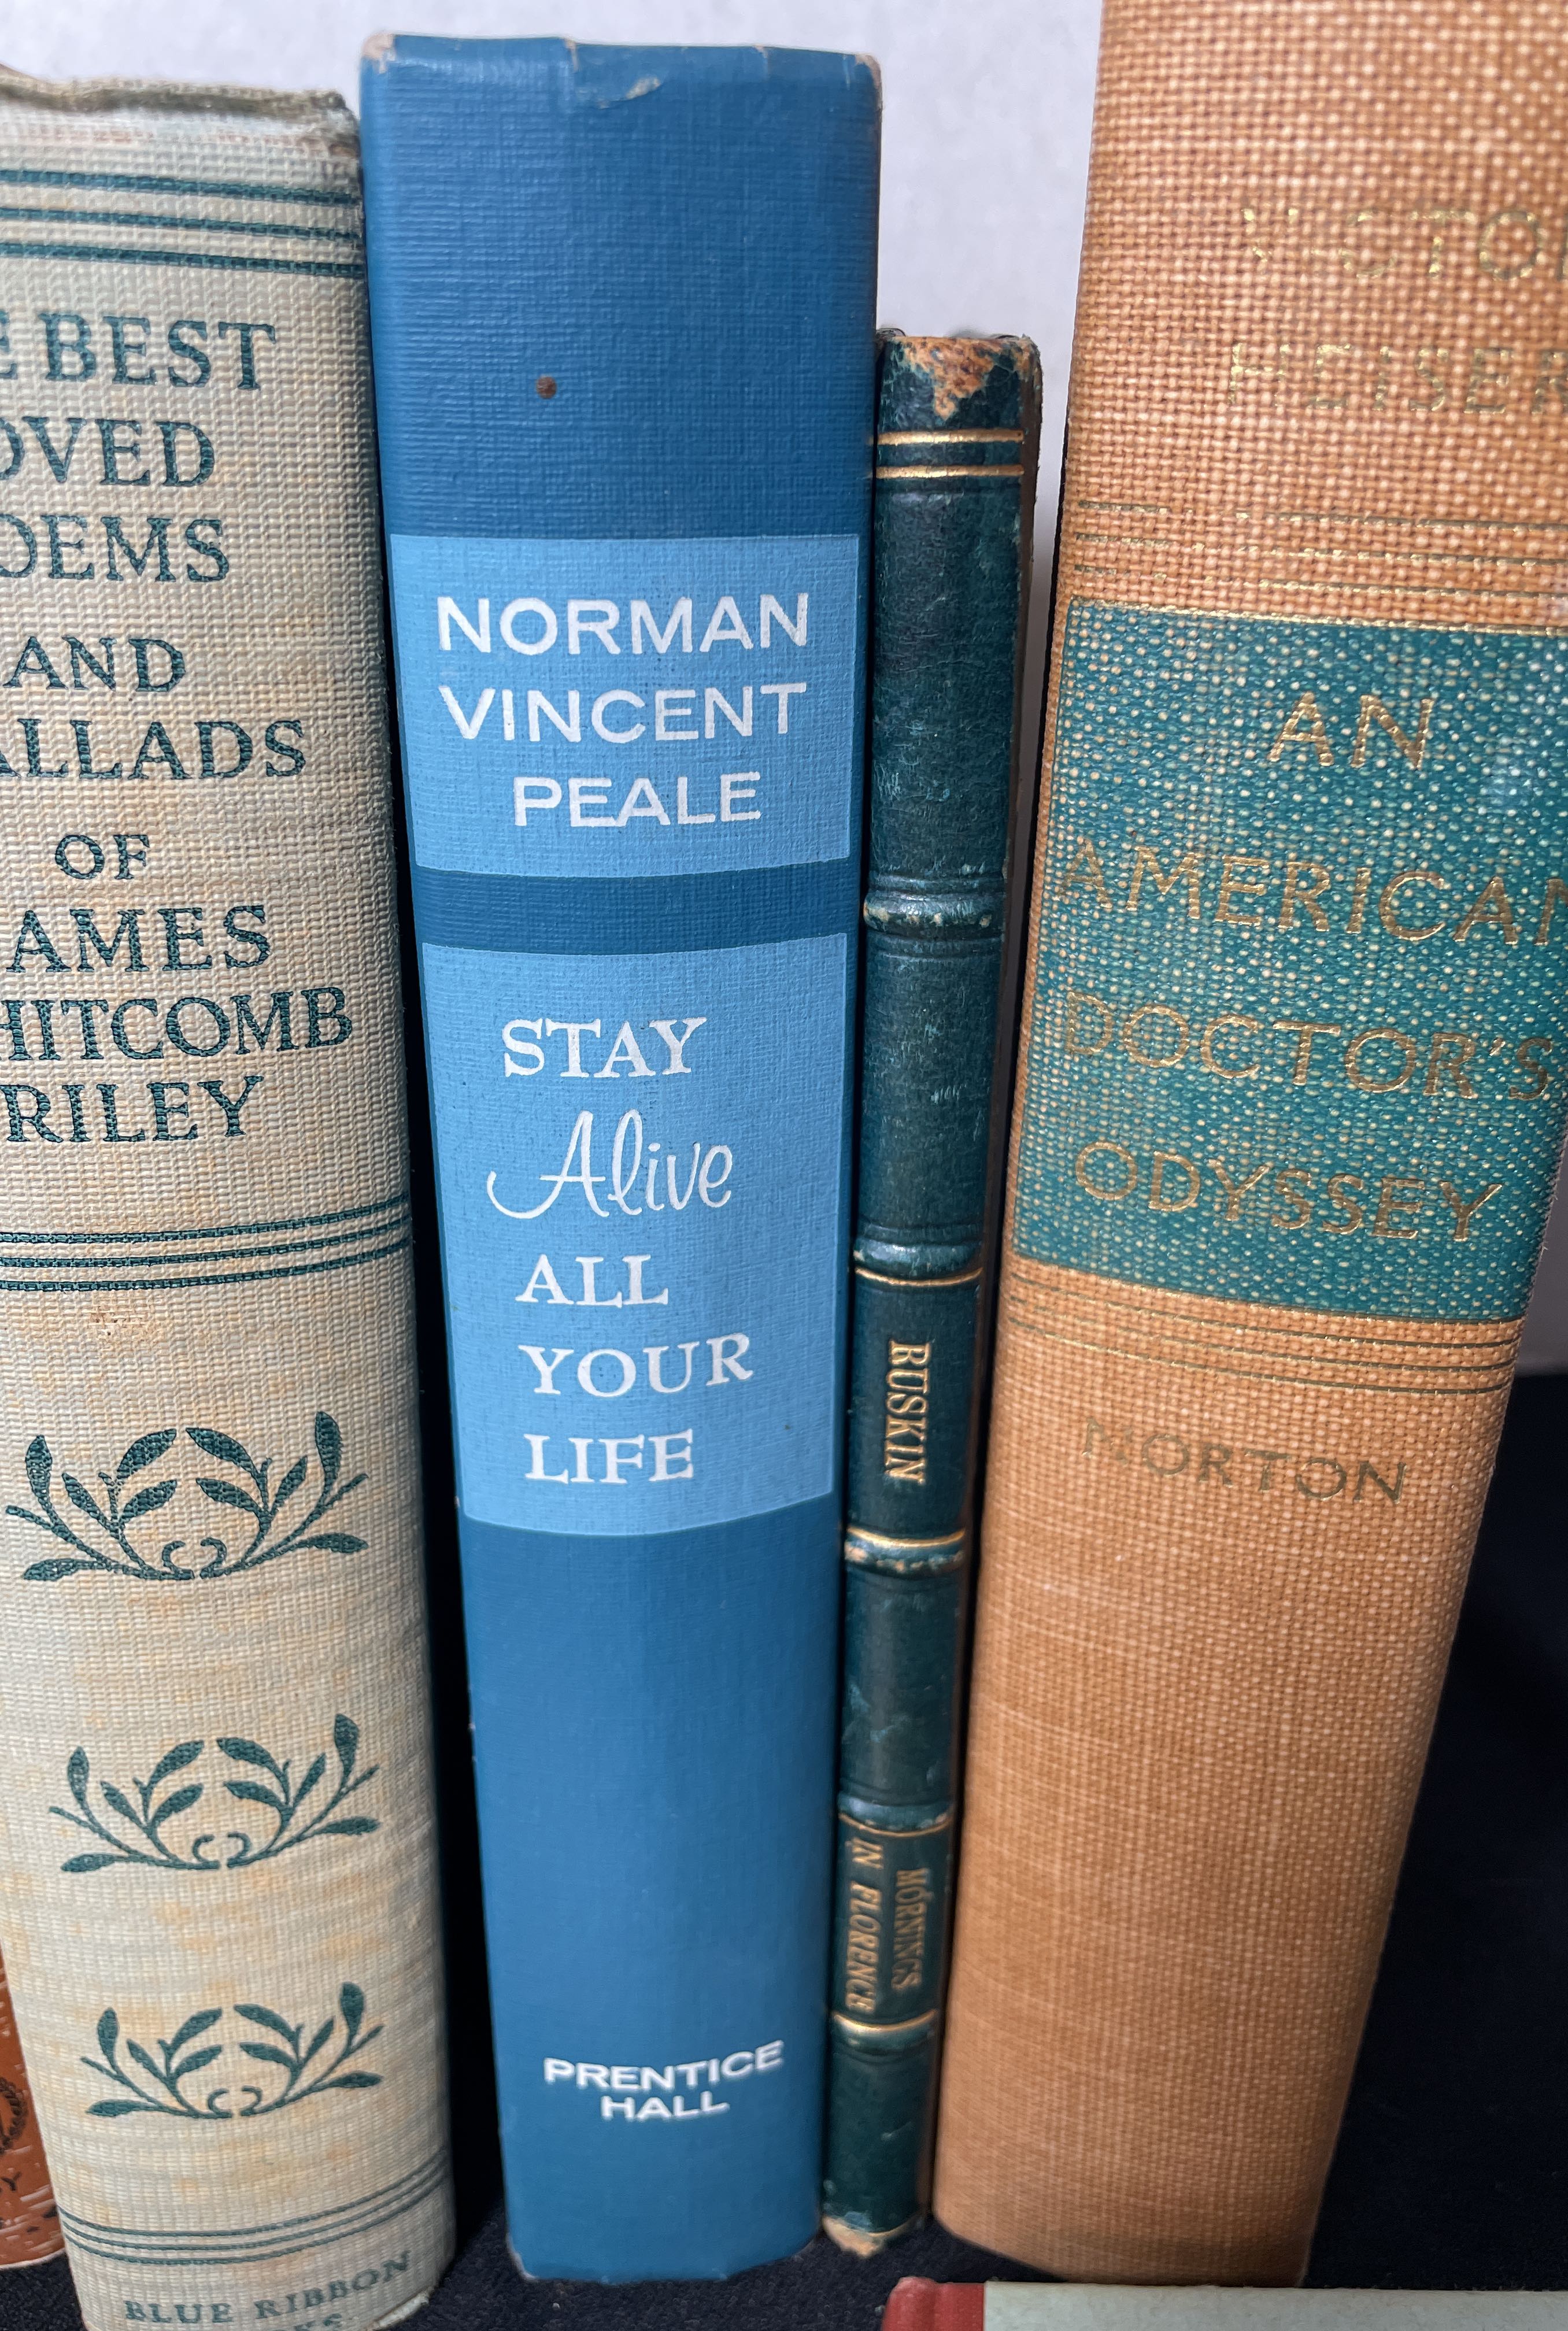 E BEST
OVED
OEMS
AND
ALLADS
OF
AMES
HITCOMB
RILEY
BLUE RIBBON
NORMAN
VINCENT
PEALE
STAY
Alive
ALL
YOUR
LIFE
PRENTICE
HALL
RUSKIN
MORNINGS
IN FLORENCE
VICTO
HEISER
AN
AMERICAN
DOCTOR'S
ODYSSEY
NORTON